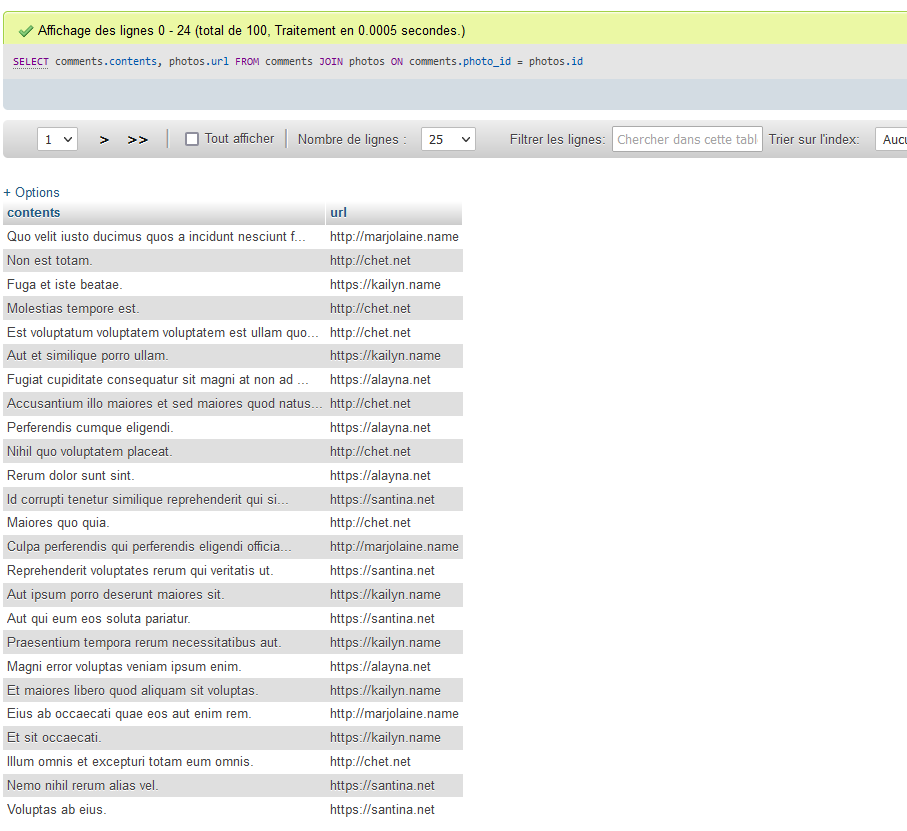 Affichage des lignes 0 - 24 (total de 100, Traitement en 0.0005 secondes.)
SELECT comments.contents, photos.url FROM comments JOIN photos ON comments.photo_id = photos.id
1 > >> Tout afficher Nombre de lignes : 25 Filtrer les lignes: Chercher dans cette tabl Trier sur l'index: Aucu
+ Options
contents url
Quo velit iusto ducimus quos a incidunt nesciunt f... http://marjolaine.name
Non est totam. http://chet.net
Fuga et iste beatae. https://kailyn.name
Molestias tempore est. http://chet.net
Est voluptatum voluptatem voluptatem est ullam quo... http://chet.net
Aut et similique porro ullam. https://kailyn.name
Fugiat cupiditate consequatur sit magni at non ad ... https://alayna.net
Accusantium illo maiores et sed maiores quod natus... http://chet.net
Perferendis cumque eligendi. https://alayna.net
Nihil quo voluptatem placeat. http://chet.net
Rerum dolor sunt sint. https://alayna.net
Id corrupti tenetur similique reprehenderit qui si... https://santina.net
Maiores quo quia. http://chet.net
Culpa perferendis qui perferendis eligendi officia... http://marjolaine.name
Reprehenderit voluptates rerum qui veritatis ut. https://santina.net
Aut ipsum porro deserunt maiores sit. https://kailyn.name
Aut qui eum eos soluta pariatur. https://santina.net
Praesentium tempora rerum necessitatibus aut. https://kailyn.name
Magni error voluptas veniam ipsum enim. https://alayna.net
Et maiores libero quod aliquam sit voluptas. https://kailyn.name
Eius ab occaecati quae eos aut enim rem. http://marjolaine.name
Et sit occaecati. https://kailyn.name
Illum omnis et excepturi totam eum omnis. http://chet.net
Nemo nihil rerum alias vel. https://santina.net
Voluptas ab eius. https://santina.net